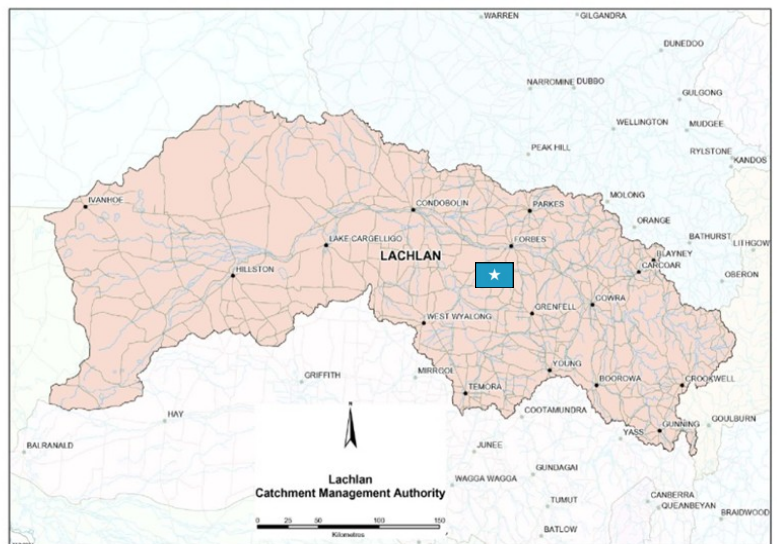 WARREN
GILGANDRA
DUNEDOO
NARROMINE
DUBBO
GULGONG
WELLINGTON
MUDGEE
PEAK HILL
RYLSTONE
KANDOS
IVANHOE
CONDOBOLIN
PARKES
MOLONG
ORANGE
LAKE CARGELLIGO
FORBES
BATHURST
LITHGOW
LACHLAN
BLAYNEY
CARCOAR
HILLSTON
OBERON
GRENFELL
COWRA
WEST WYALONG
GRIFFITH
MIRROOL
YOUNG
BOOROWA
CROOKWELL
TEMORA
HAY
COOTAMUNDRA
GOULBURN
GUNNING
YASS
BALRANALD
JUNEE
GUNDAGAI
Lachlan
Catchment Management Authority
WAGGA WAGGA
TUMUT
CANBERRA
QUEANBEYAN
BRAIDWOOD
0 25 50 100 150
Kilometres
BATLOW